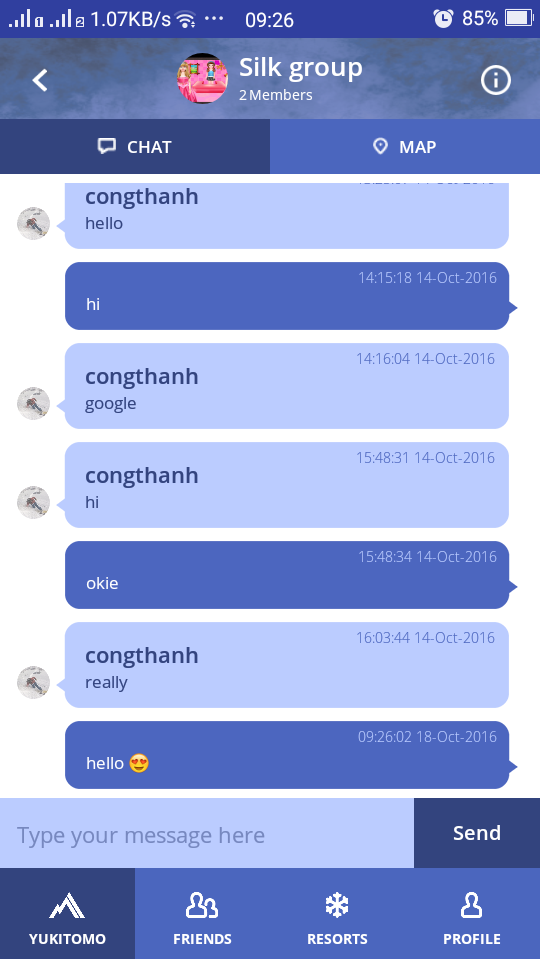 1.07KB/s ... 09:26 85%
Silk group
2 Members
CHAT MAP
congthanh
hello
14:15:18 14-Oct-2016
hi
14:16:04 14-Oct-2016
congthanh
google
15:48:31 14-Oct-2016
congthanh
hi
15:48:34 14-Oct-2016
okie
16:03:44 14-Oct-2016
congthanh
really
09:26:02 18-Oct-2016
hello 😍
Type your message here Send
YUKITOMO FRIENDS RESORTS PROFILE